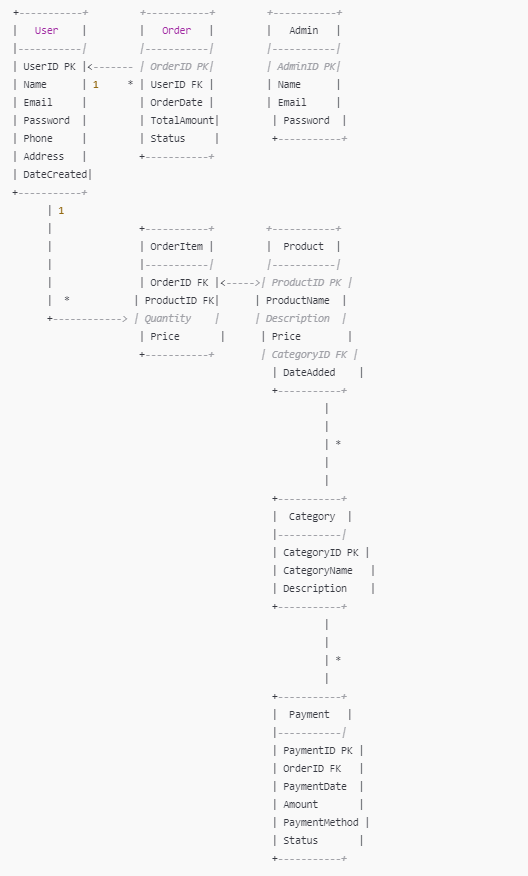 +-----------+         +-----------+         +-----------+
|   User    |         |   Order   |         |   Admin   |
|-----------|         |-----------|         |-----------|
| UserID PK |<------- | OrderID PK|         | AdminID PK|
| Name      | 1     * | UserID FK |         | Name      |
| Email     |         | OrderDate |         | Email     |
| Password  |         | TotalAmount|         | Password  |
| Phone     |         | Status     |         +-----------+
| Address   |         +-----------+
| DateCreated|
+-----------+
| 1
|               +-----------+         +-----------+
|               | OrderItem |         |  Product  |
|               |-----------|         |-----------|
|               | OrderID FK |<----->| ProductID PK |
|  *           | ProductID FK|       | ProductName  |
+------------> | Quantity    |      | Description  |
| Price       |      | Price        |
+-----------+        | CategoryID FK |
| DateAdded    |
+-----------+
|
|
| *
|
|
+-----------+
|  Category  |
|-----------|
| CategoryID PK |
| CategoryName   |
| Description    |
+-----------+
|
|
| *
|
+-----------+
|  Payment   |
|-----------|
| PaymentID PK |
| OrderID FK   |
| PaymentDate  |
| Amount       |
| PaymentMethod |
| Status       |
+-----------+